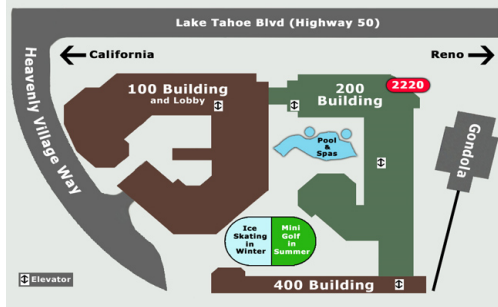 Lake Tahoe Blvd (Highway 50)
California
Reno
Heavenly Village Way
100 Building
and Lobby
200
Building
2220
Gondola
Pool
&
Spas
Ice
Skating
in
Winter
Mini
Golf
in
Summer
Elevator
400 Building